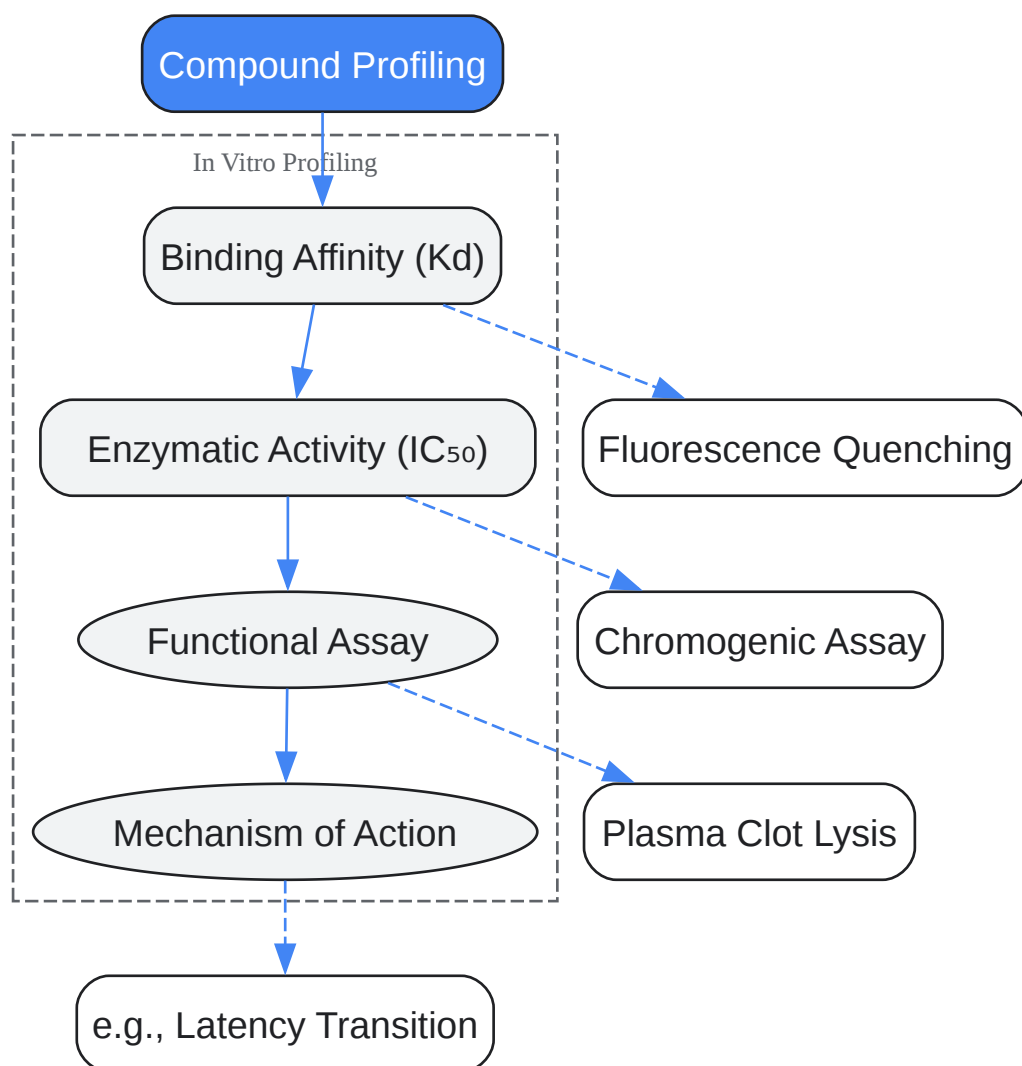 Compound Profiling
In Vitro Profiling
Binding Affinity (Kd)
Enzymatic Activity (IC₅₀)
Fluorescence Quenching
Functional Assay
Chromogenic Assay
Mechanism of Action
Plasma Clot Lysis
e.g., Latency Transition